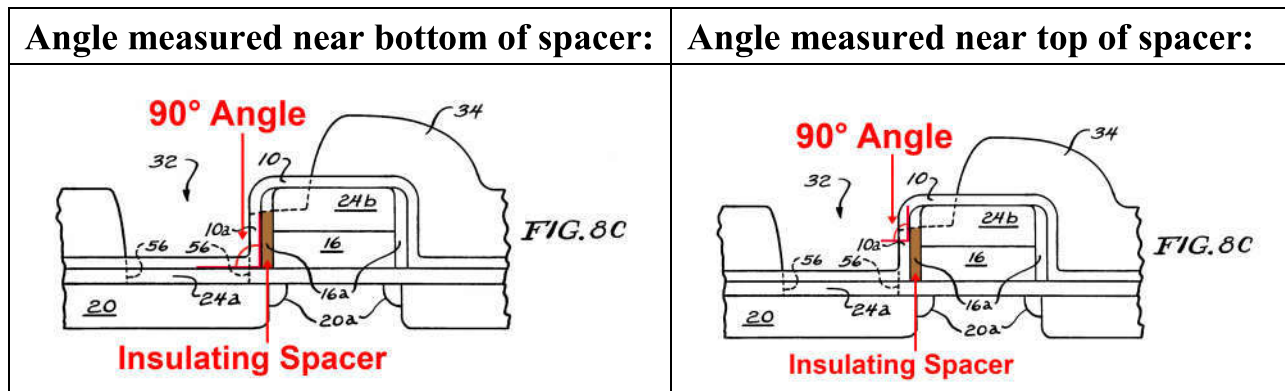 Angle measured near bottom of spacer:
Angle measured near top of spacer:
90° Angle
34
32
10
24b
10a
16
FIG.8C
56
56
24a
16a
20
20a
Insulating Spacer
90° Angle
34
32
10
24b
10a
16
FIG.8C
56
56
24a
16a
20
20a
Insulating Spacer